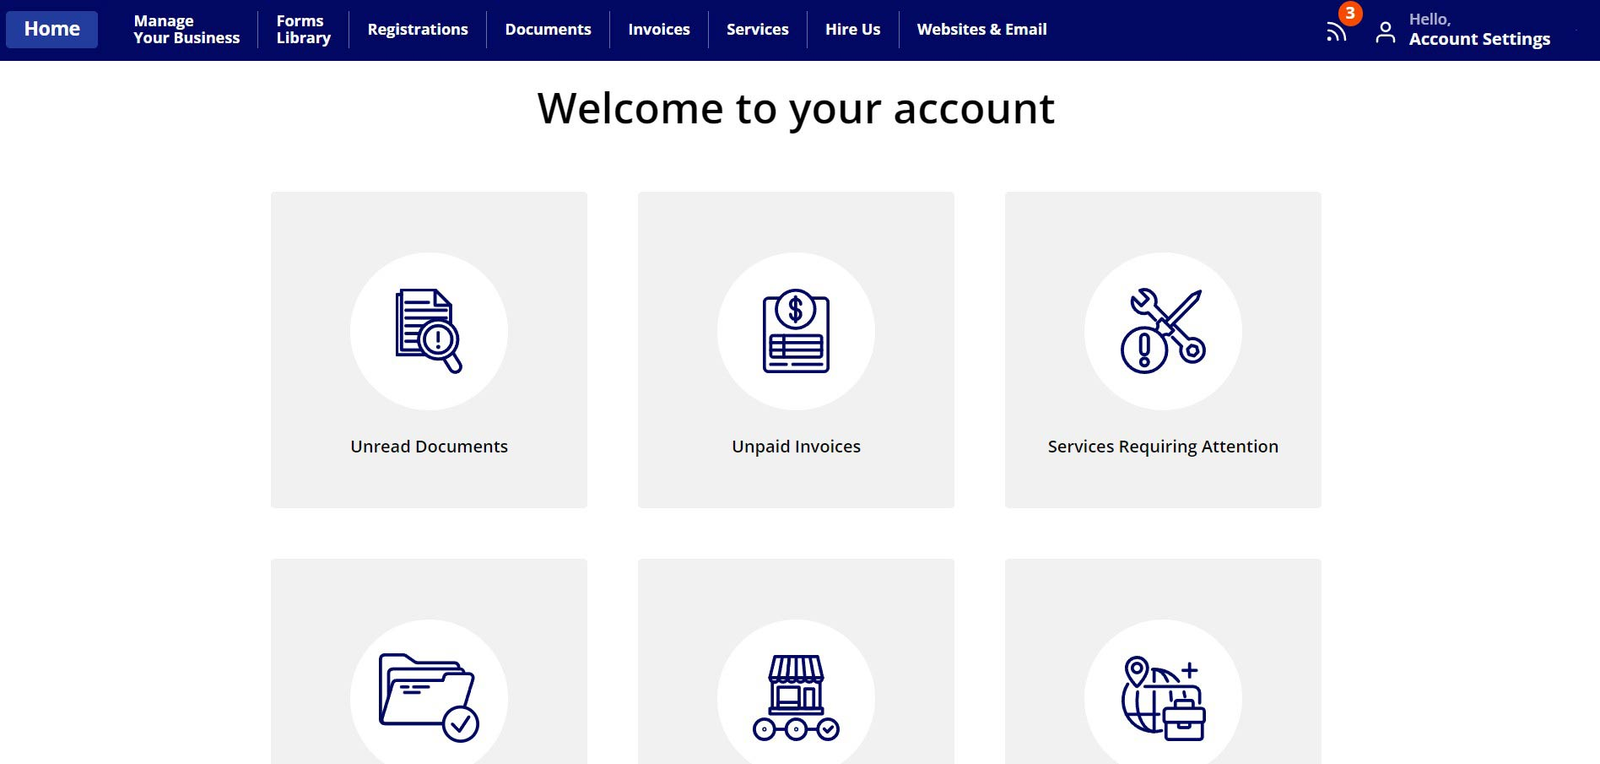 Home
Manage
Your Business
Forms
Library
Registrations
Documents
Invoices
Services
Hire Us
Websites & Email
3
Hello,
Account Settings
Welcome to your account
$
Unread Documents
Unpaid Invoices
Services Requiring Attention